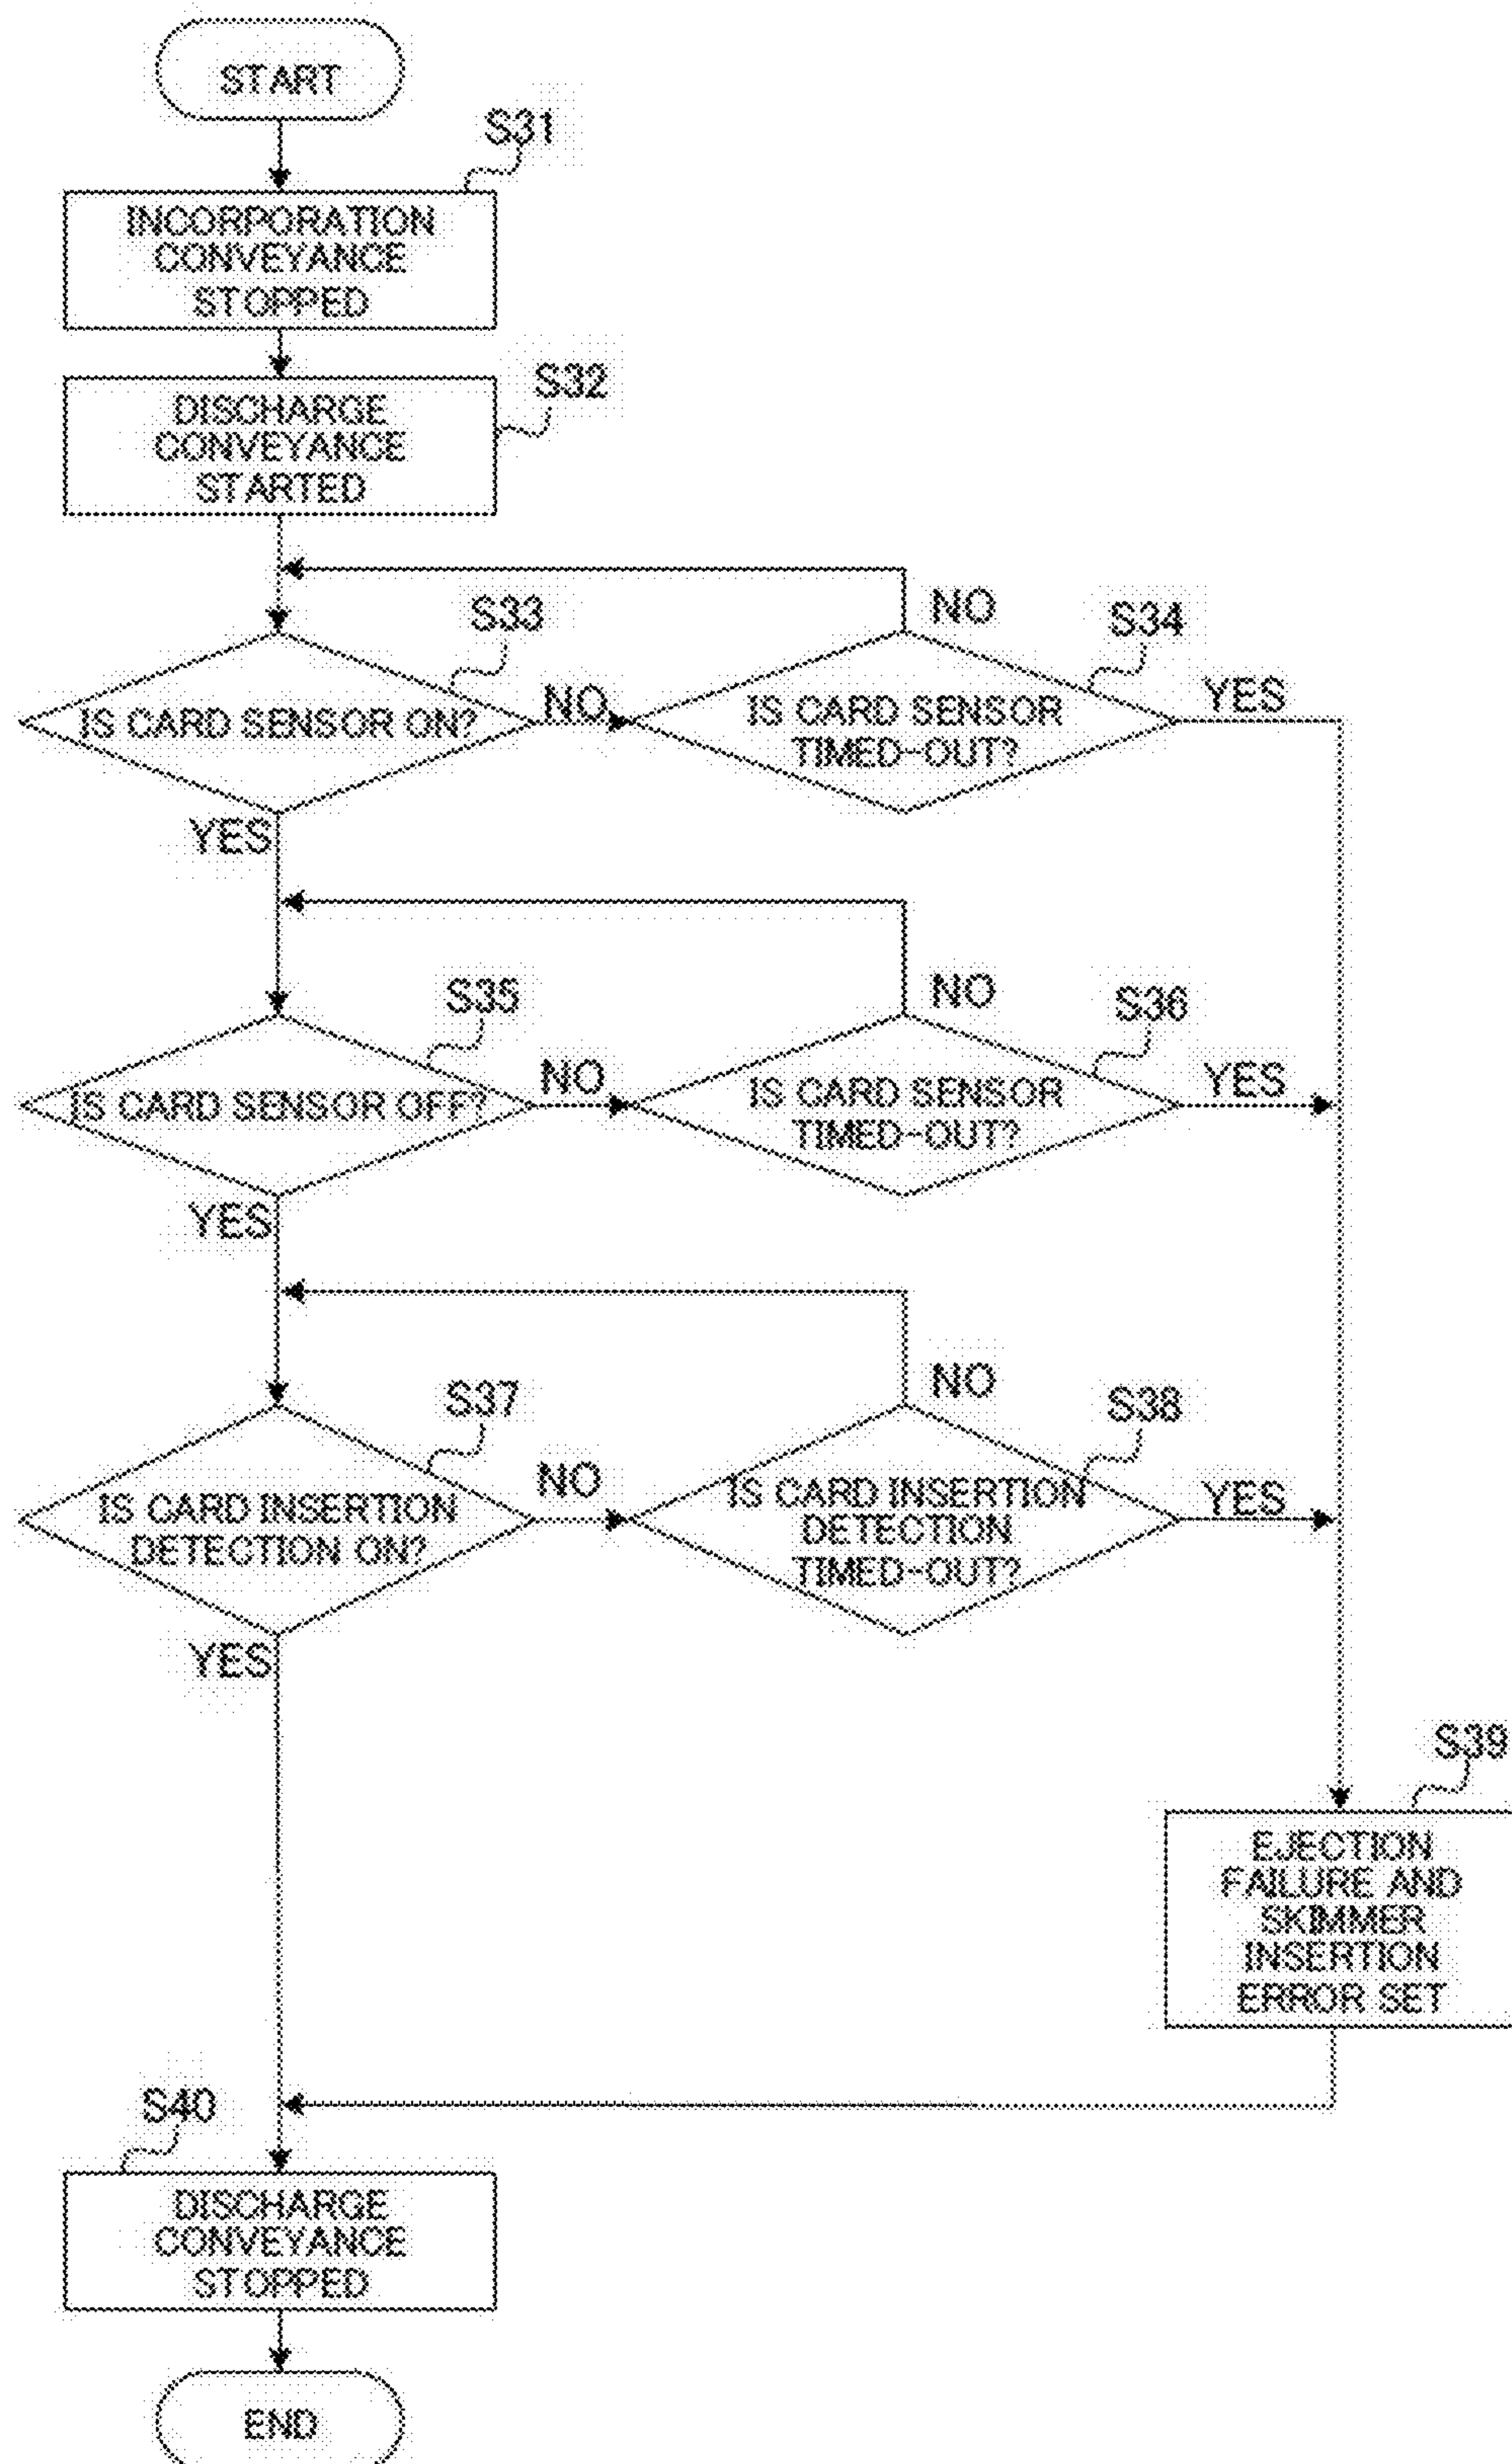 START
S31
INCORPORATION
CONVEYANCE
STOPPED
S32
DISCHARGE
CONVEYANCE
STARTED
S33
IS CARD SENSOR ON?
NO
YES
S34
IS CARD SENSOR
TIMED-OUT?
NO
YES
S35
IS CARD SENSOR OFF?
NO
YES
S36
IS CARD SENSOR
TIMED-OUT?
NO
YES
S37
IS CARD INSERTION
DETECTION ON?
NO
YES
S38
IS CARD INSERTION
DETECTION
TIMED-OUT?
NO
YES
S39
EJECTION
FAILURE AND
SKIMMER
INSERTION
ERROR SET
S40
DISCHARGE
CONVEYANCE
STOPPED
END